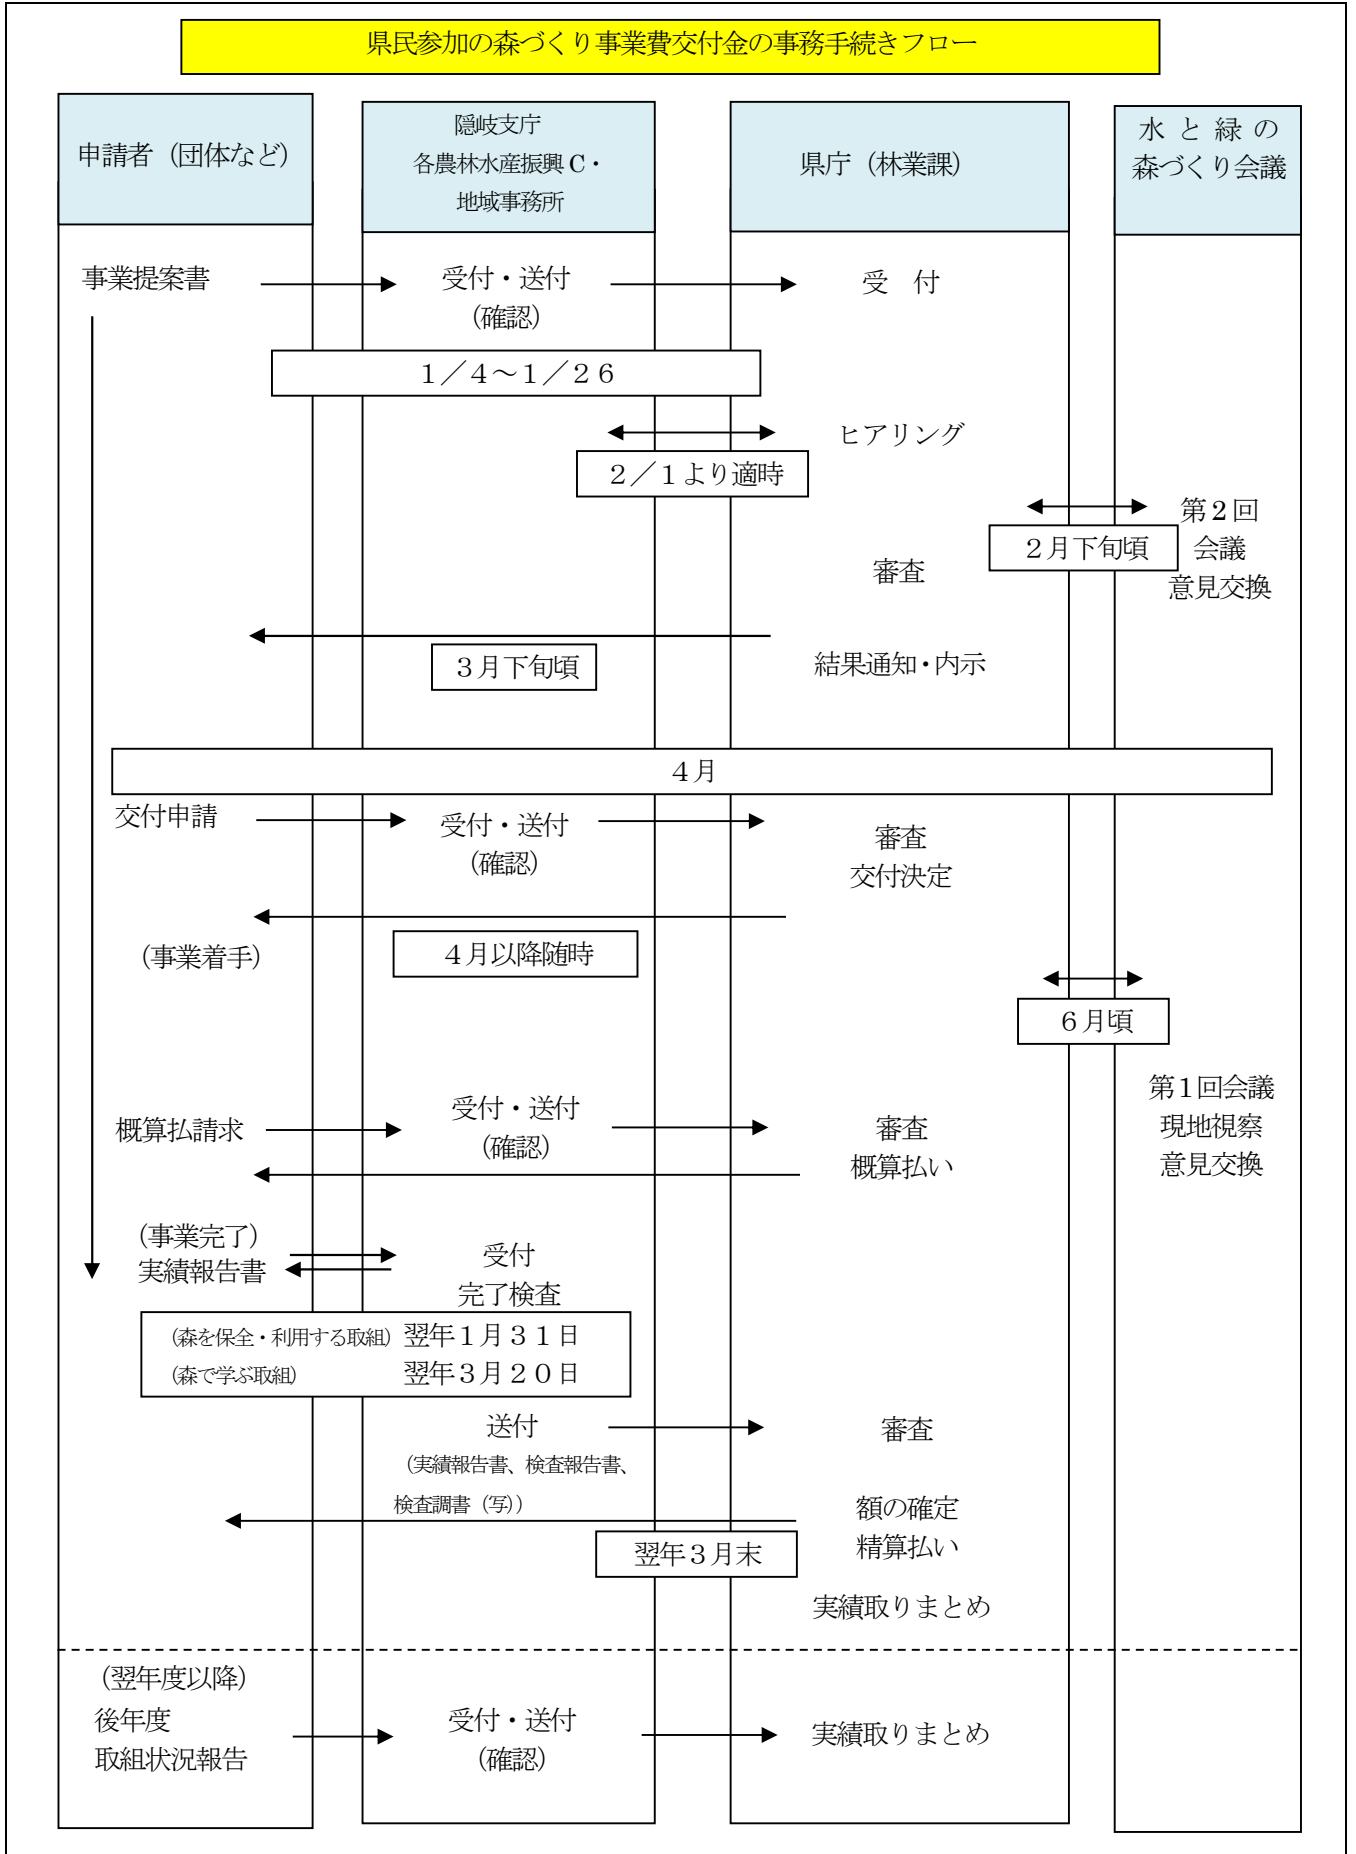 県民参加の森づくり事業費交付金の事務手続きフロー
申請者（団体など）
隠岐支庁
各農林水産振興C・
地域事務所
県庁（林業課）
水と緑の
森づくり会議
事業提案書
受付・送付
（確認）
受　付
１／４～１／２６
ヒアリング
２／１より適時
第２回
会議
意見交換
２月下旬頃
審査
３月下旬頃
結果通知・内示
４月
交付申請
受付・送付
（確認）
審査
交付決定
（事業着手）
４月以降随時
６月頃
第１回会議
現地視察
意見交換
概算払請求
受付・送付
（確認）
審査
概算払い
（事業完了）
実績報告書
受付
完了検査
（森を保全・利用する取組）翌年１月３１日
（森で学ぶ取組）　翌年３月２０日
送付
（実績報告書、検査報告書、
検査調書（写））
審査
額の確定
精算払い
翌年３月末
実績取りまとめ
（翌年度以降）
後年度
取組状況報告
受付・送付
（確認）
実績取りまとめ